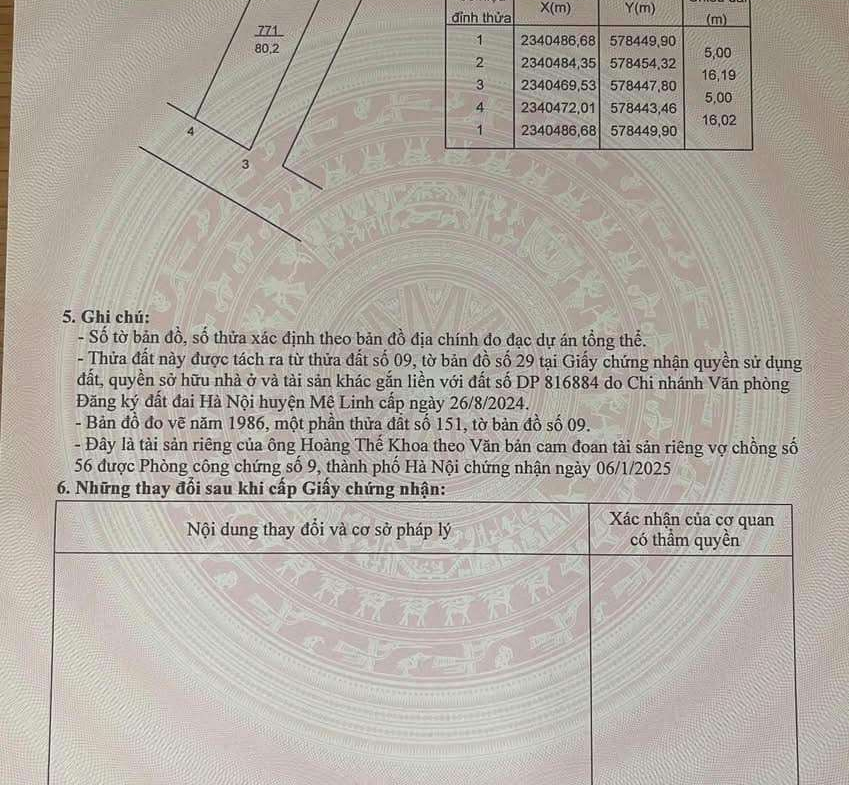 771
80,2
4
3
đỉnh thửa X(m) Y(m) (m)
1 2340486,68 578449,90
5,00
2 2340484,35 578454,32
16,19
3 2340469,53 578447,80
5,00
4 2340472,01 578443,46
16,02
1 2340486,68 578449,90
5. Ghi chú:
- Số tờ bản đồ, số thửa xác định theo bản đồ địa chính đo đạc dự án tổng thể.
- Thửa đất này được tách ra từ thửa đất số 09, tờ bản đồ số 29 tại Giấy chứng nhận quyền sử dụng
đất, quyền sở hữu nhà ở và tài sản khác gắn liền với đất số DP 816884 do Chi nhánh Văn phòng
Đăng ký đất đai Hà Nội huyện Mê Linh cấp ngày 26/8/2024.
- Bản đồ đo vẽ năm 1986, một phần thửa đất số 151, tờ bản đồ số 09.
- Đây là tài sản riêng của ông Hoàng Thế Khoa theo Văn bản cam đoan tài sản riêng vợ chồng số
56 được Phòng công chứng số 9, thành phố Hà Nội chứng nhận ngày 06/1/2025
6. Những thay đổi sau khi cấp Giấy chứng nhận:
Nội dung thay đổi và cơ sở pháp lý
Xác nhận của cơ quan
có thẩm quyền